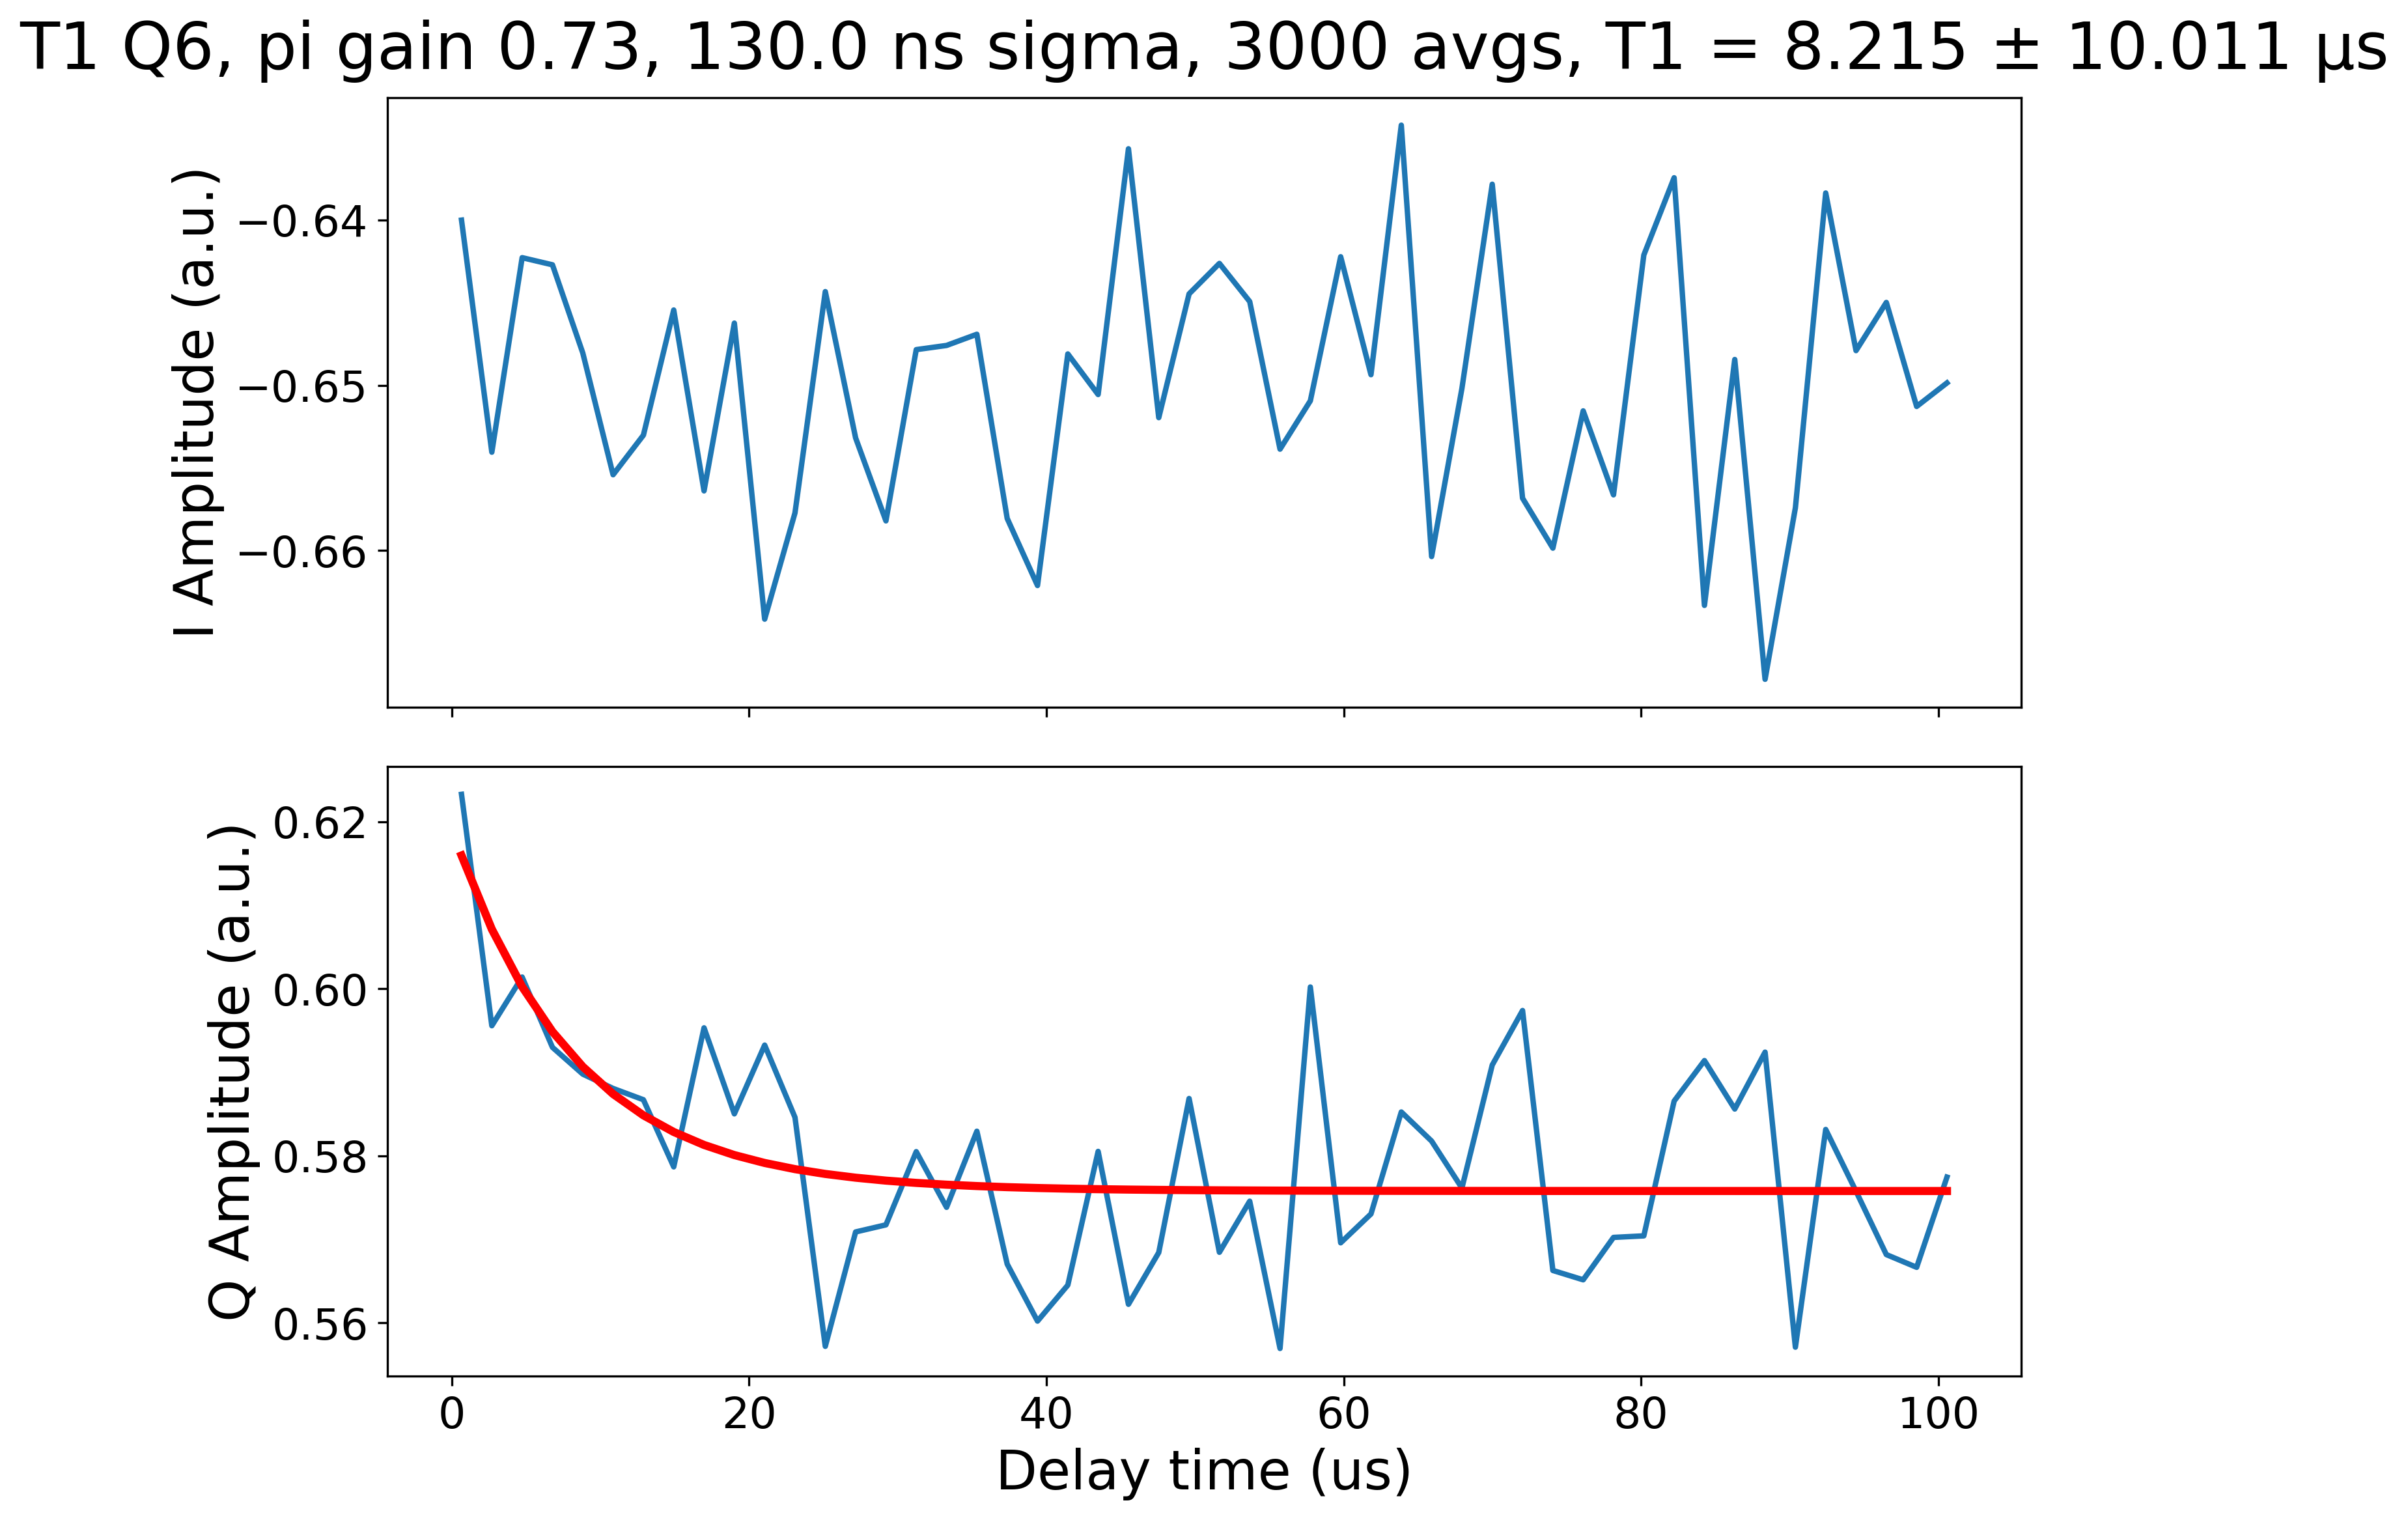 T1 Q6, pi gain 0.73, 130.0 ns sigma, 3000 avgs, T1 = 8.215 ± 10.011 µs
I Amplitude (a.u.)
−0.64
−0.65
−0.66
Q Amplitude (a.u.)
0.62
0.60
0.58
0.56
0 20 40 60 80 100
Delay time (us)